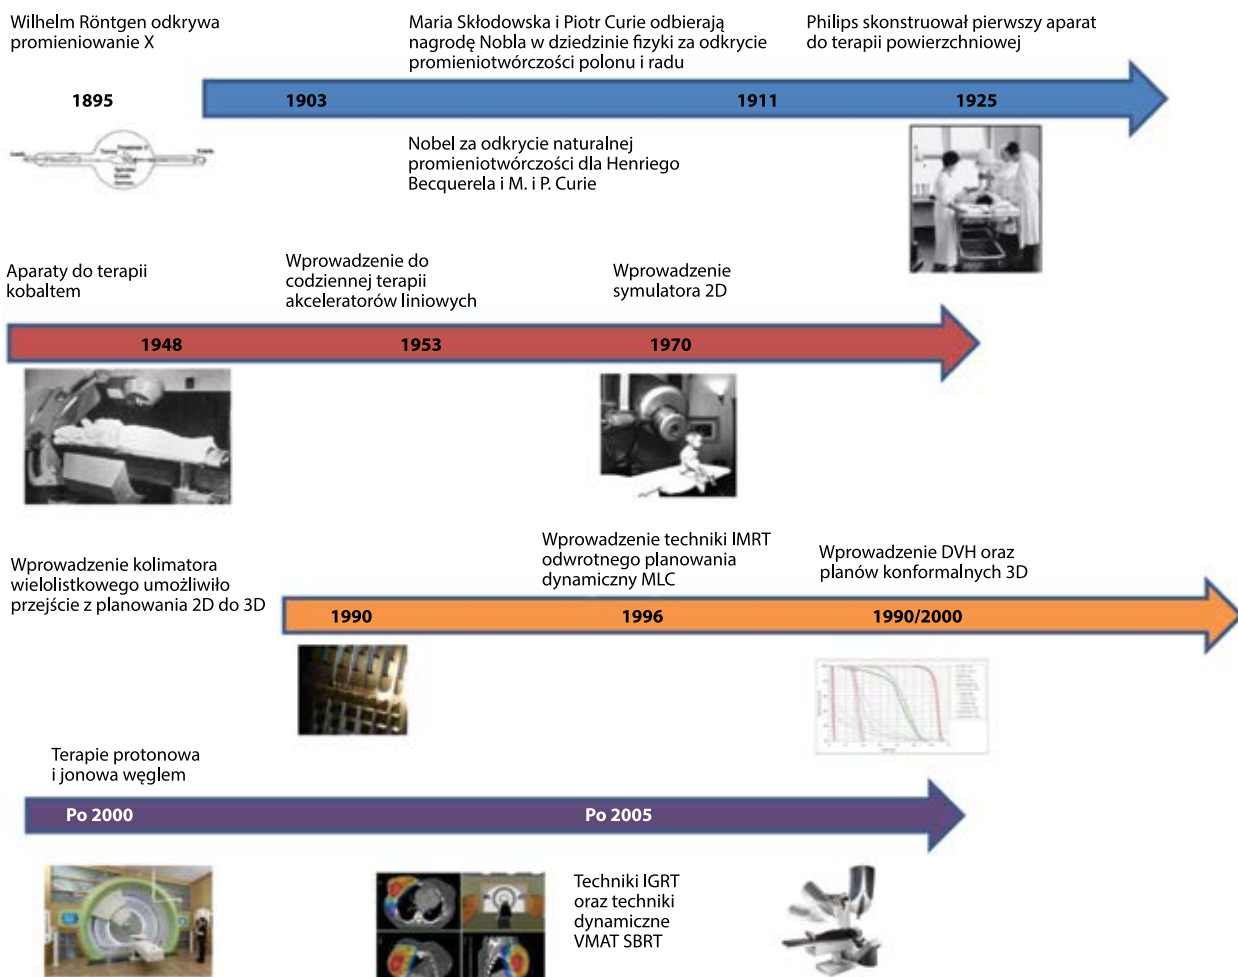 Wilhelm Röntgen odkrywa
promieniowanie X
Maria Skłodowska i Piotr Curie odbierają
nagrodę Nobla w dziedzinie fizyki za odkrycie
promieniotwórczości polonu i radu
Philips skonstruował pierwszy aparat
do terapii powierzchniowej
1895
1903
1911
1925
Nobel za odkrycie naturalnej
promieniotwórczości dla Henriego
Becquerela i M. i P. Curie
Aparaty do terapii
kobaltem
Wprowadzenie do
codziennej terapii
akceleratorów liniowych
Wprowadzenie
symulatora 2D
1948
1953
1970
Wprowadzenie kolimatora
wielolistkowego umożliwiło
przejście z planowania 2D do 3D
Wprowadzenie techniki IMRT
odwrotnego planowania
dynamiczny MLC
Wprowadzenie DVH oraz
planów konformalnych 3D
1990
1996
1990/2000
Terapie protonowa
i jonowa węglem
Po 2000
Po 2005
Techniki IGRT
oraz techniki
dynamiczne
VMAT SBRT